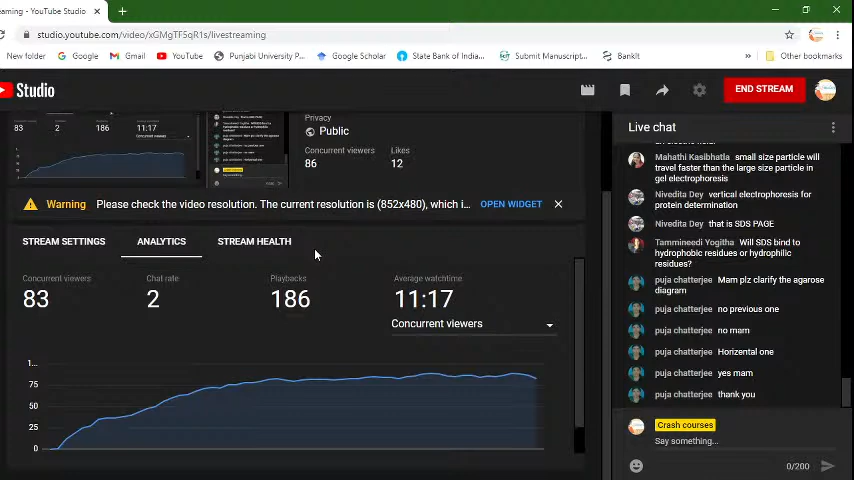 eaming - YouTube Studio
studio.youtube.com/video/xGMgTF5qR1s/livestreaming
New folder Google Gmail YouTube Punjabi University P... Google Scholar State Bank of India... Submit Manuscript... BankIt » Other bookmarks
Studio
END STREAM
83 2 186 11:17
Privacy
Public
Concurrent viewers Likes
86 12
Warning Please check the video resolution. The current resolution is (852x480), which i... OPEN WIDGET
STREAM SETTINGS ANALYTICS STREAM HEALTH
Concurrent viewers Chat rate Playbacks Average watchtime
83 2 186 11:17
Concurrent viewers
1...
75
50
25
0
Live chat
Mahathi Kasibhatla small size particle will
travel faster than the large size particle in
gel electrophoresis
Nivedita Dey vertical electrophoresis for
protein determination
Nivedita Dey that is SDS PAGE
Tammineedi Yogitha Will SDS bind to
hydrophobic residues or hydrophilic
residues?
puja chatterjee Mam plz clarify the agarose
diagram
puja chatterjee no previous one
puja chatterjee no mam
puja chatterjee Horizental one
puja chatterjee yes mam
puja chatterjee thank you
Crash courses
Say something...
0/200